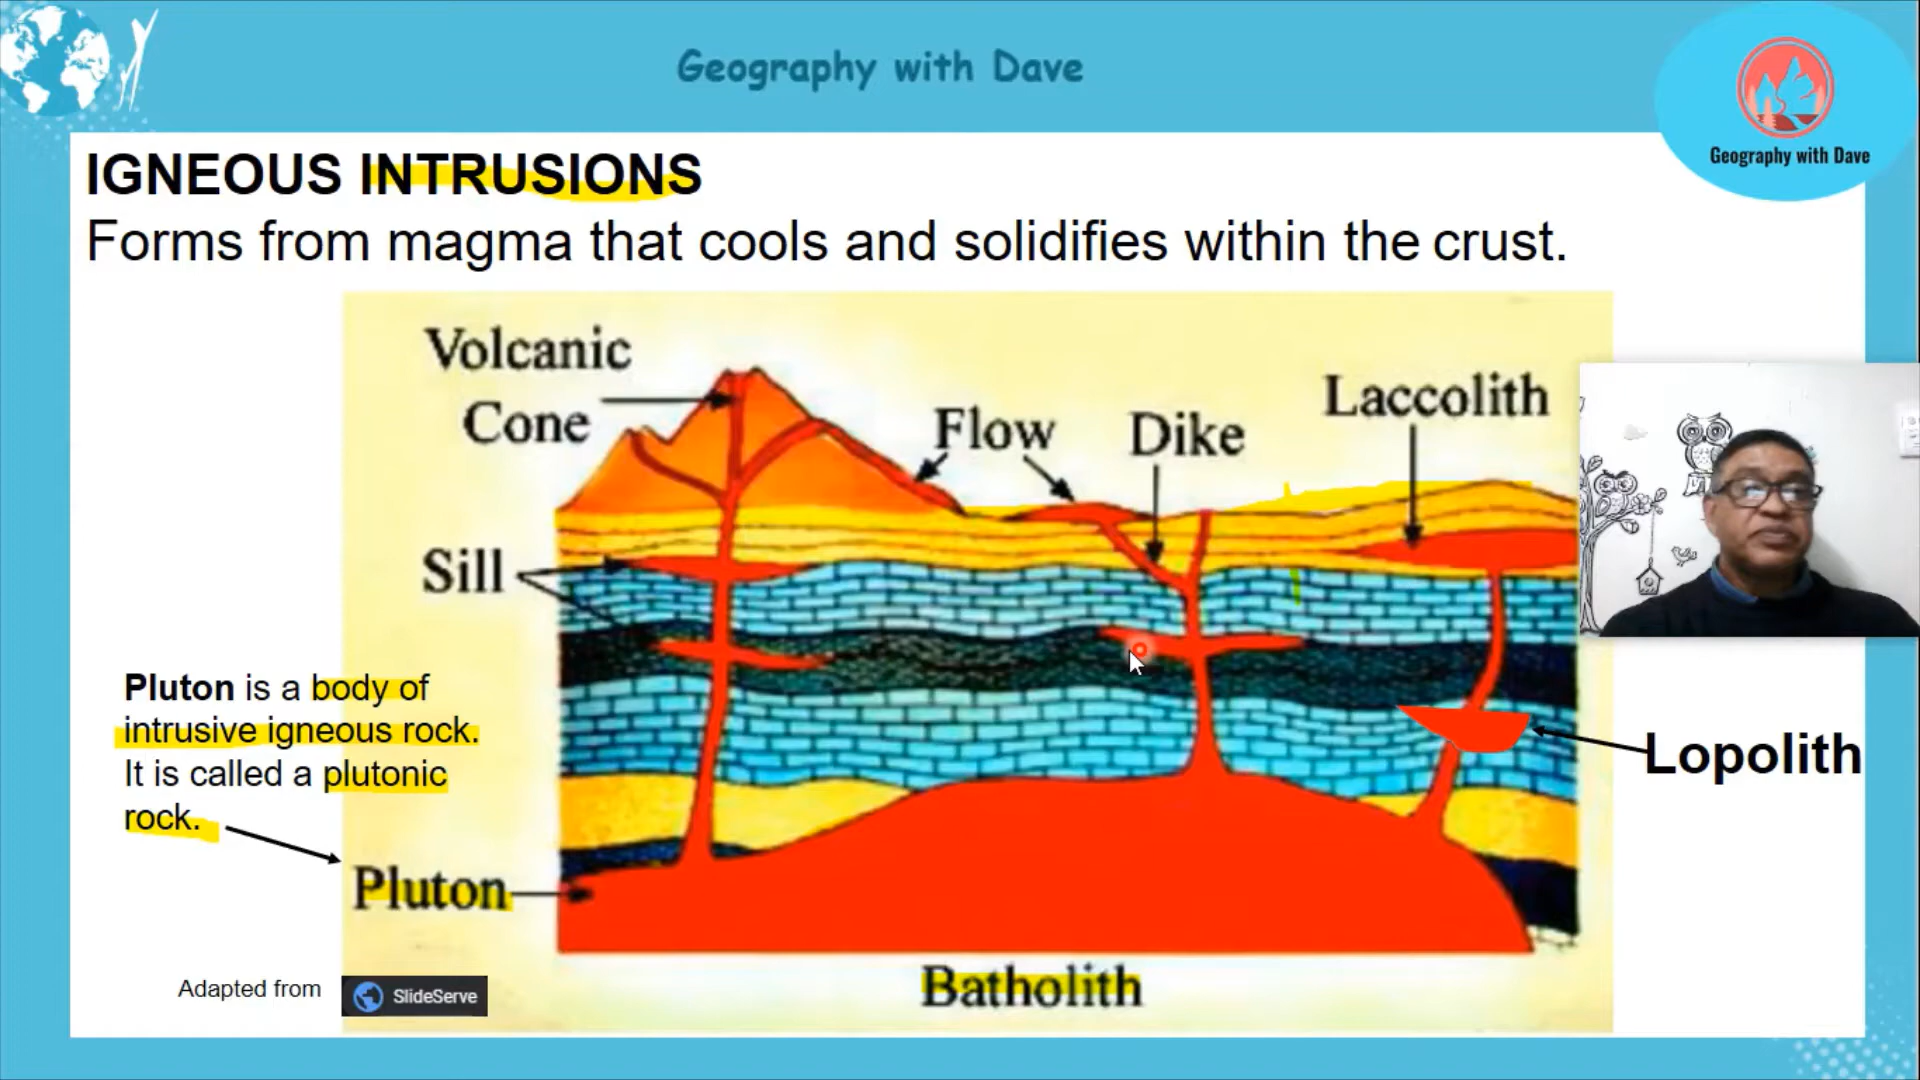 Geography with Dave
Geography with Dave
IGNEOUS INTRUSIONS
Forms from magma that cools and solidifies within the crust.
Volcanic
Cone
Flow
Dike
Laccolith
Sill
Pluton is a body of
intrusive igneous rock.
It is called a plutonic
rock.
Lopolith
Pluton
Batholith
Adapted from
SlideServe